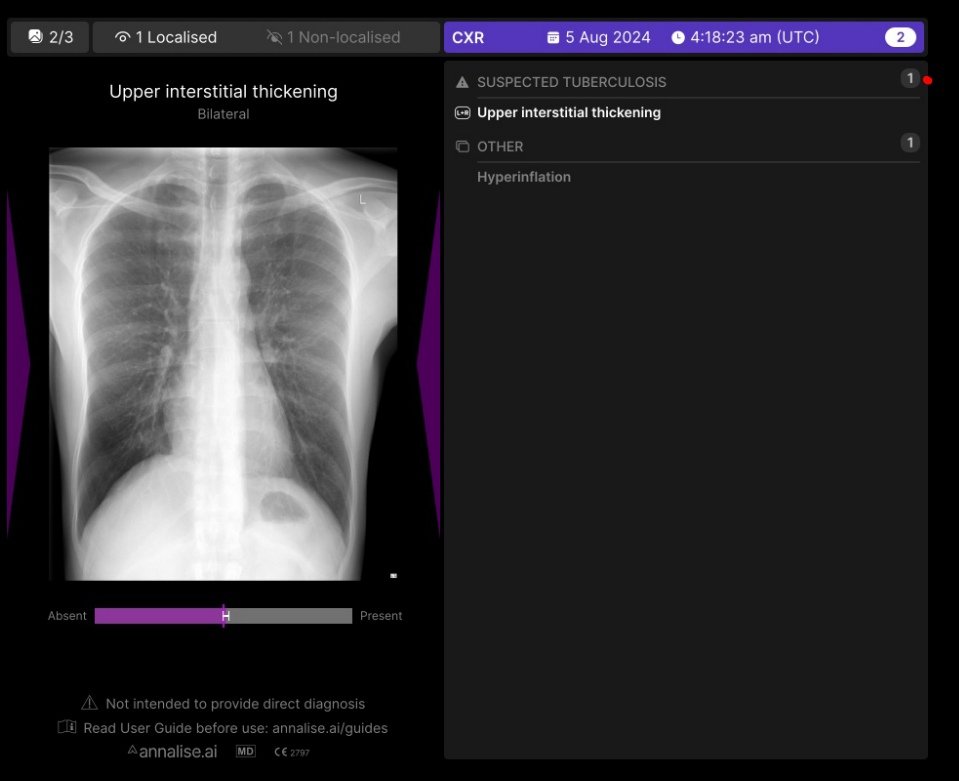 2/3
1 Localised
1 Non-localised
CXR
5 Aug 2024
4:18:23 am (UTC)
2
Upper interstitial thickening
Bilateral
L
Absent
H
Present
Not intended to provide direct diagnosis
Read User Guide before use: annalise.ai/guides
annalise.ai
MD
CE 2797
SUSPECTED TUBERCULOSIS
1
L+R
Upper interstitial thickening
OTHER
1
Hyperinflation